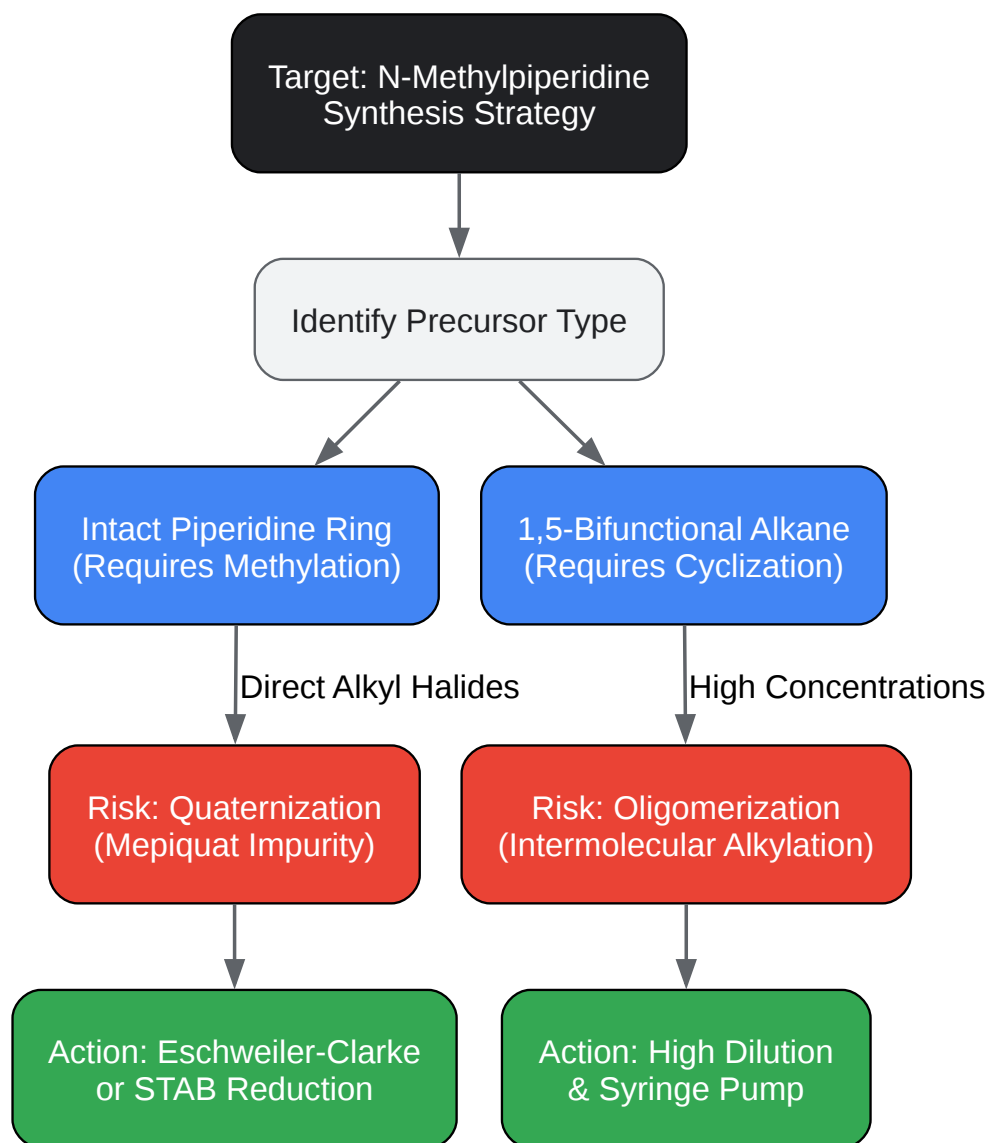 Target: N-Methylpiperidine
Synthesis Strategy
Identify Precursor Type
Intact Piperidine Ring
(Requires Methylation)
1,5-Bifunctional Alkane
(Requires Cyclization)
Direct Alkyl Halides
High Concentrations
Risk: Quaternization
(Mepiquat Impurity)
Risk: Oligomerization
(Intermolecular Alkylation)
Action: Eschweiler-Clarke
or STAB Reduction
Action: High Dilution
& Syringe Pump